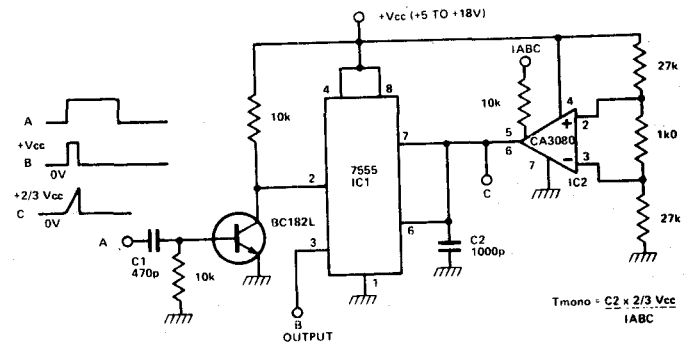 +Vcc (+5 TO +18V)
IABC
27k
4
8
10k
10k
4
+
2
A
5
6
CA3080
1k0
7
+Vcc
B
0V
7555
IC1
−
3
7
IC2
2
C
+2/3 Vcc
C
0V
BC182L
27k
A
3
6
C2
1000p
C1
470p
10k
1
B
OUTPUT
Tmono = C2 x 2/3 Vcc
IABC